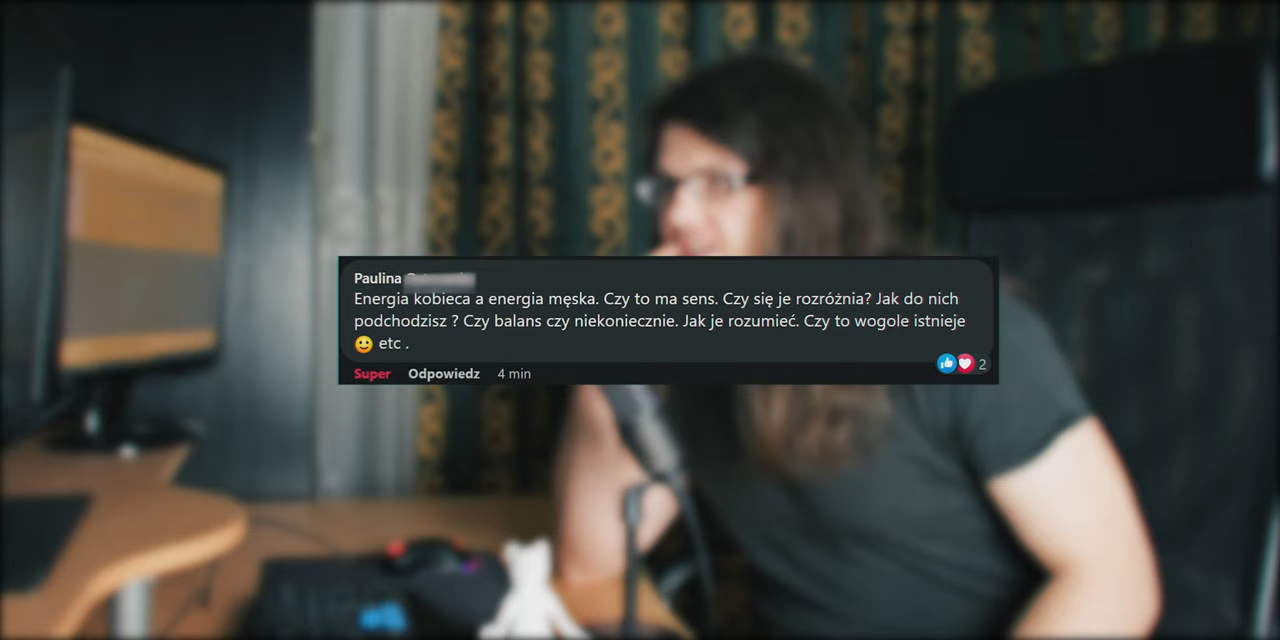 Paulina
Energia kobieca a energia męska. Czy to ma sens. Czy się je rozróżnia? Jak do nich
podchodzisz ? Czy balans czy niekoniecznie. Jak je rozumieć. Czy to wogole istnieje
🙂 etc .
2
Super Odpowiedz 4 min